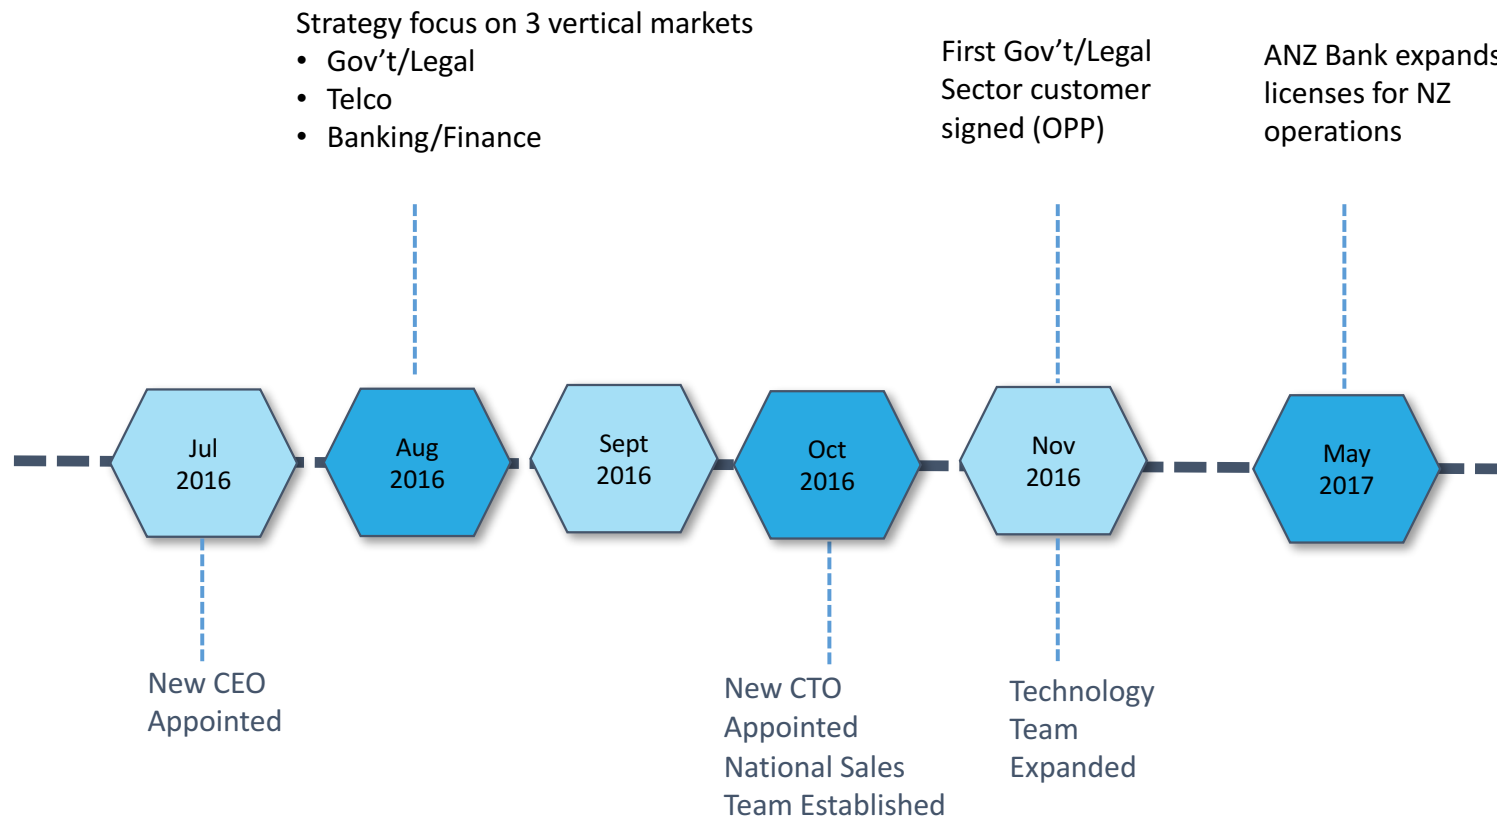 Strategy focus on 3 vertical markets
• Gov’t/Legal
• Telco
• Banking/Finance
First Gov’t/Legal
Sector customer
signed (OPP)
ANZ Bank expands
licenses for NZ
operations
Jul
2016
Aug
2016
Sept
2016
Oct
2016
Nov
2016
May
2017
New CEO
Appointed
New CTO
Appointed
National Sales
Team Established
Technology
Team
Expanded